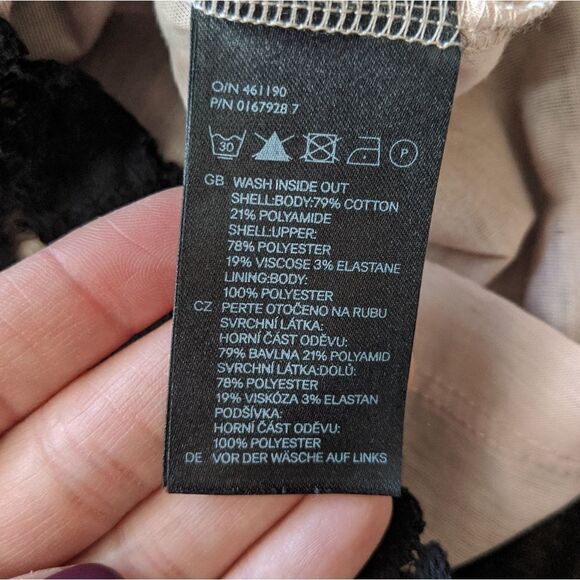 O/N 461190
P/N 0167928 7
30
P
GB WASH INSIDE OUT
SHELL:BODY:79% COTTON
21% POLYAMIDE
SHELL:UPPER:
78% POLYESTER
19% VISCOSE 3% ELASTANE
LINING:BODY:
100% POLYESTER
CZ PERTE OTOČENO NA RUBU
SVRCHNÍ LÁTKA:
HORNÍ ČÁST ODĚVU:
79% BAVLNA 21% POLYAMID
SVRCHNÍ LÁTKA:DOLŮ:
78% POLYESTER
19% VISKÓZA 3% ELASTAN
PODŠÍVKA:
HORNÍ ČÁST ODĚVU:
100% POLYESTER
DE VOR DER WÄSCHE AUF LINKS